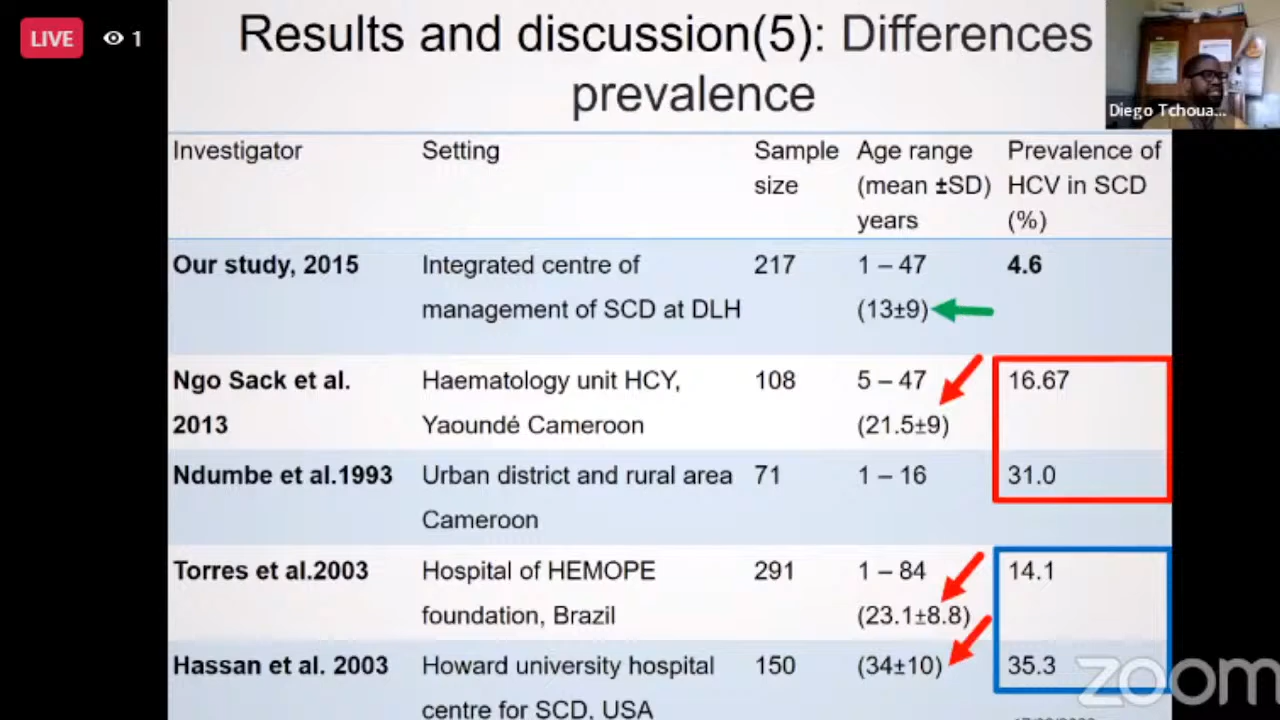 LIVE 1
Results and discussion(5): Differences
prevalence
Diego Tchoua...
Investigator Setting Sample size Age range (mean ±SD) years Prevalence of HCV in SCD (%)
Our study, 2015 Integrated centre of management of SCD at DLH 217 1 – 47 (13±9) 4.6
Ngo Sack et al. 2013 Haematology unit HCY, Yaoundé Cameroon 108 5 – 47 (21.5±9) 16.67
Ndumbe et al.1993 Urban district and rural area Cameroon 71 1 – 16 31.0
Torres et al.2003 Hospital of HEMOPE foundation, Brazil 291 1 – 84 (23.1±8.8) 14.1
Hassan et al. 2003 Howard university hospital centre for SCD, USA 150 (34±10) 35.3
zoom